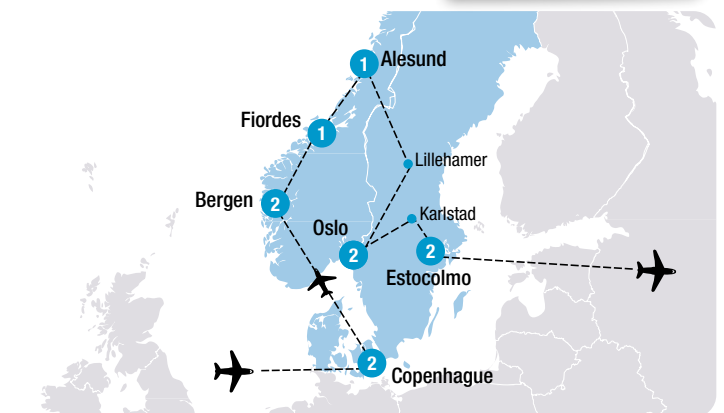 1 Alesund
Fiordes 1
Lillehamer
Bergen 2
Karlstad
Oslo
2
2
Estocolmo
2
Copenhague